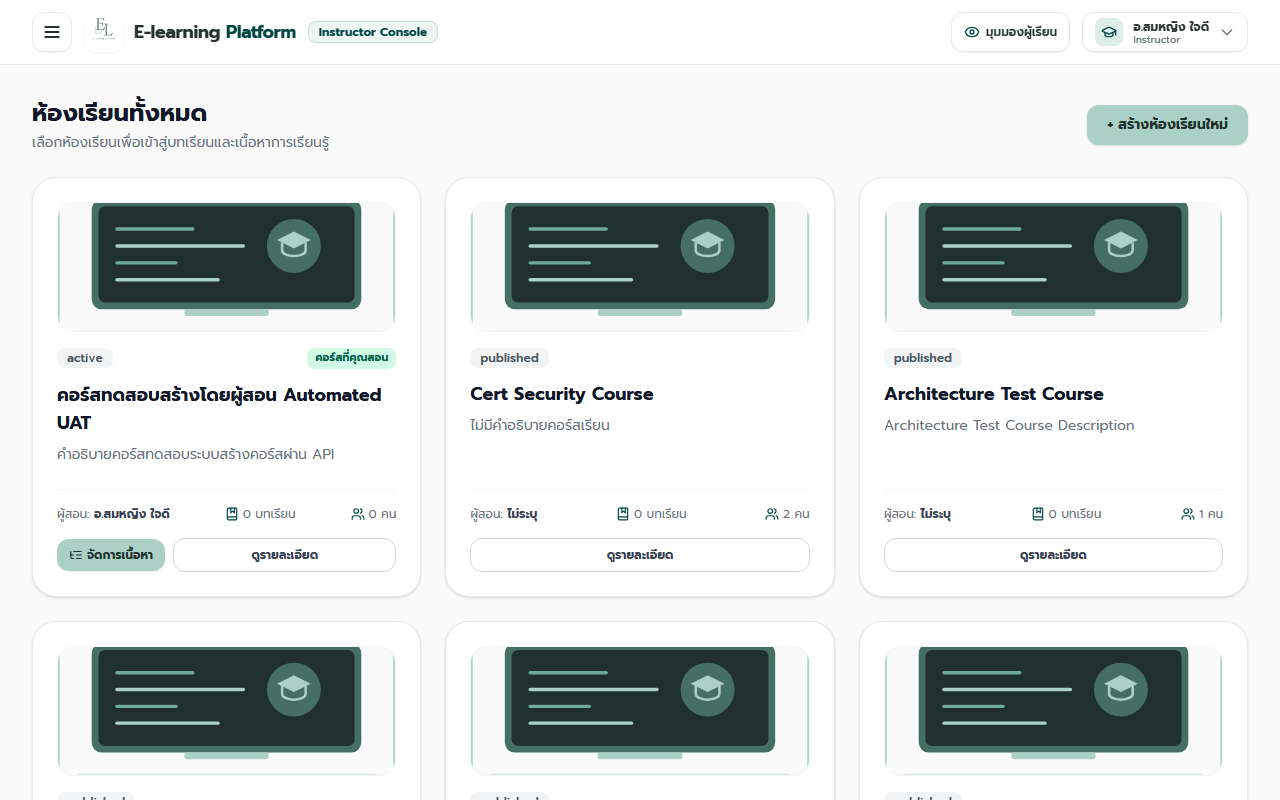 EL
E-learning Platform
Instructor Console
มุมมองผู้เรียน
อ.สมหญิง ใจดี
Instructor
ห้องเรียนทั้งหมด
เลือกห้องเรียนเพื่อเข้าสู่บทเรียนและเนื้อหาการเรียนรู้
+ สร้างห้องเรียนใหม่
active
คอร์สที่คุณสอน
คอร์สทดสอบสร้างโดยผู้สอน Automated
UAT
คำอธิบายคอร์สทดสอบระบบสร้างคอร์สผ่าน API
ผู้สอน: อ.สมหญิง ใจดี
0 บทเรียน
0 คน
จัดการเนื้อหา
ดูรายละเอียด
published
Cert Security Course
ไม่มีคำอธิบายคอร์สเรียน
ผู้สอน: ไม่ระบุ
0 บทเรียน
2 คน
ดูรายละเอียด
published
Architecture Test Course
Architecture Test Course Description
ผู้สอน: ไม่ระบุ
0 บทเรียน
1 คน
ดูรายละเอียด